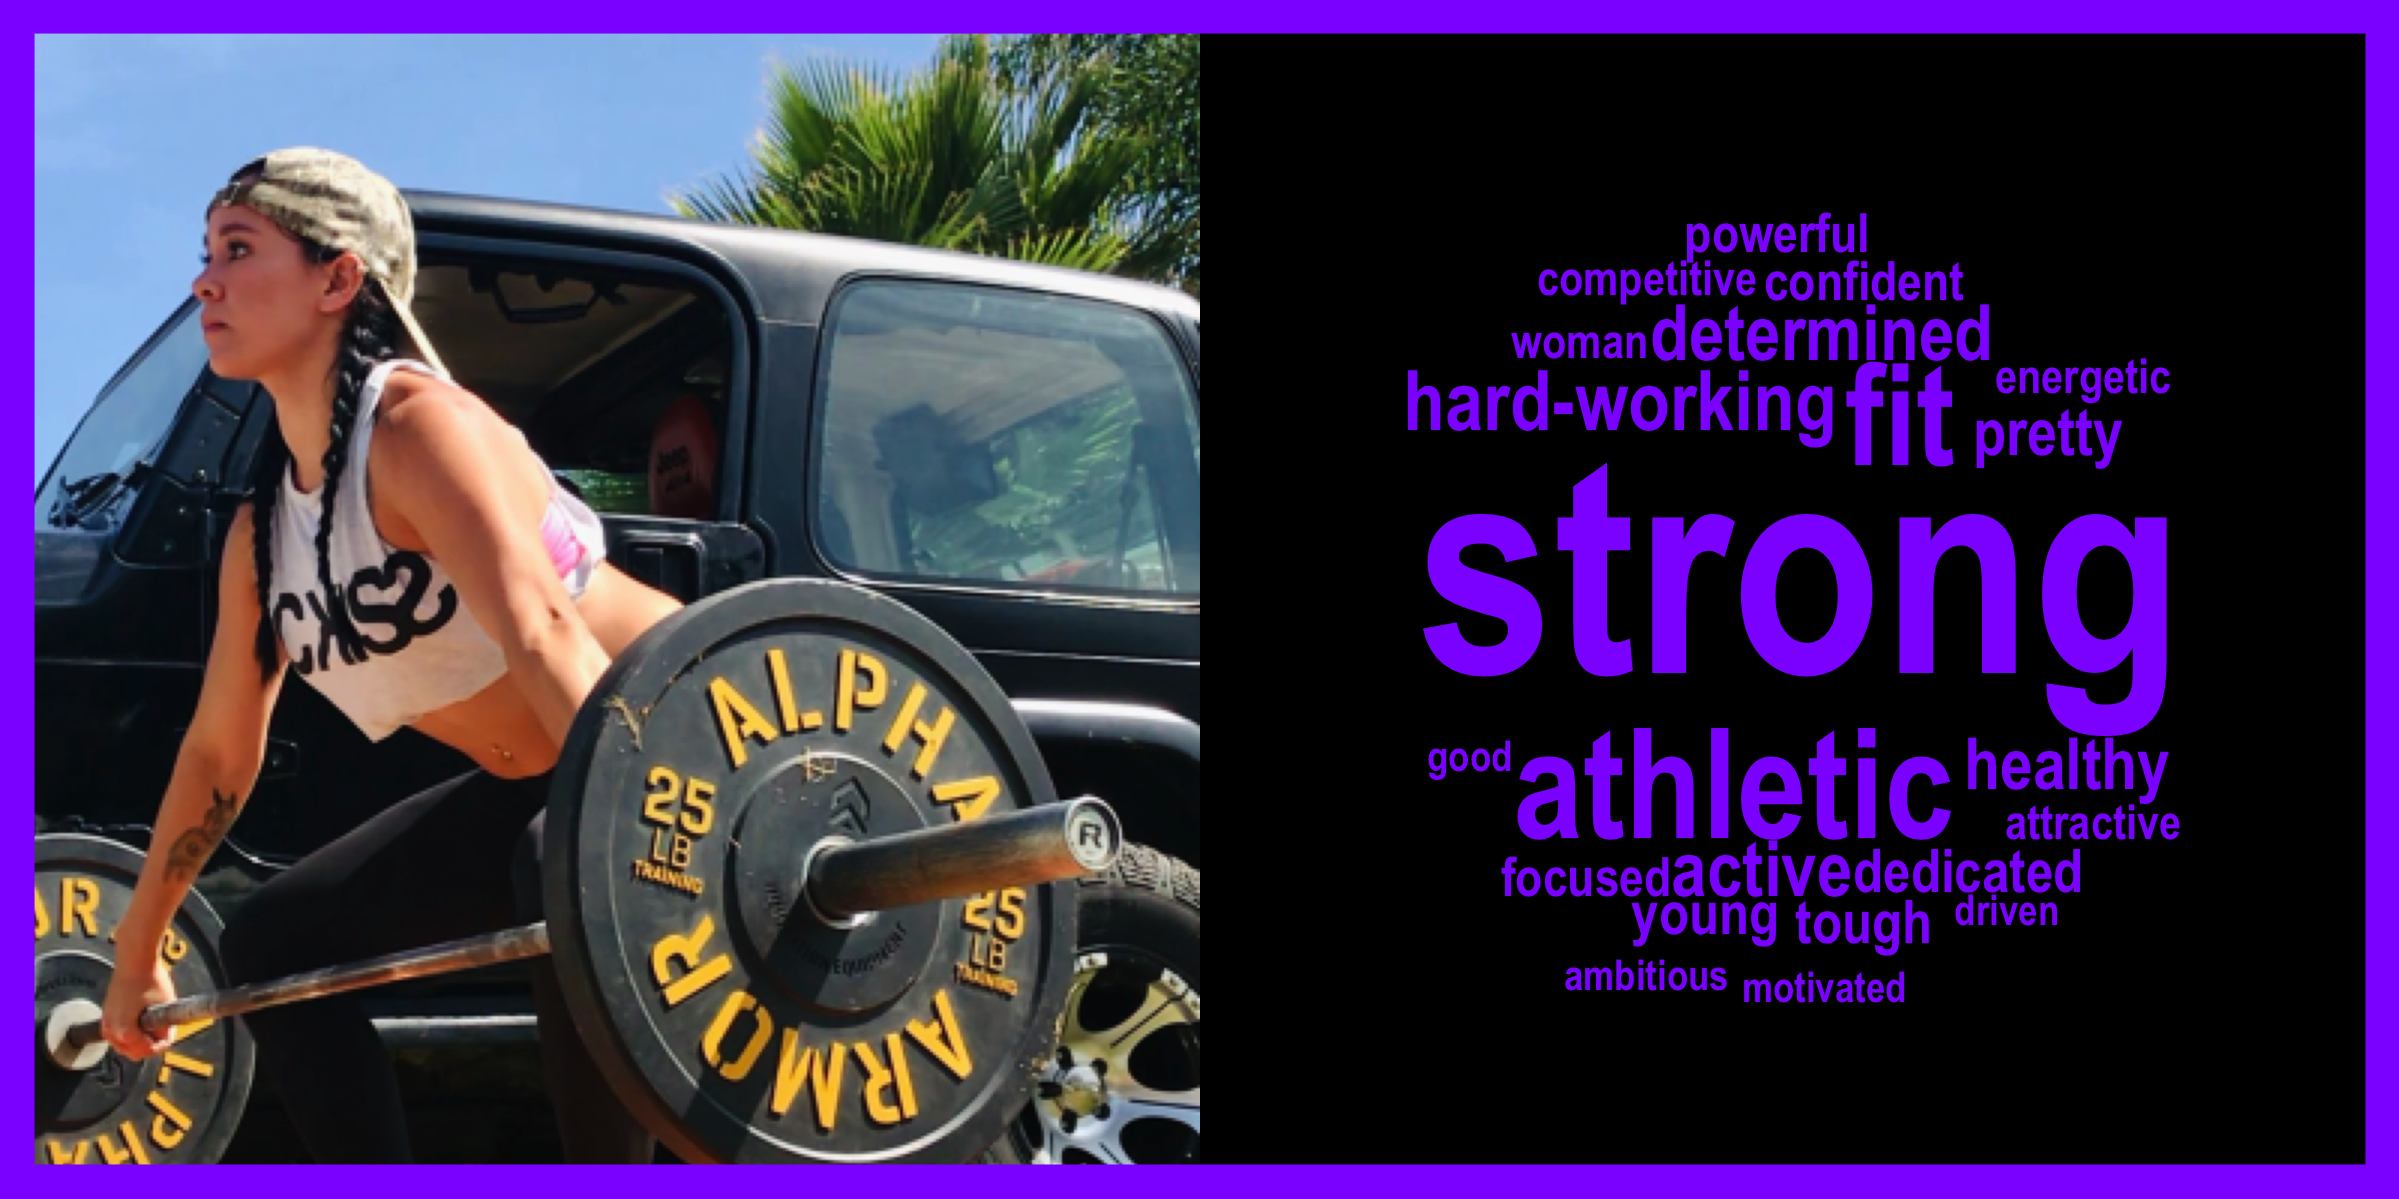 CKISS
ALPHA
25
LB
TRAINING
25
LB
TRAINING
ARMOR
R
powerful
competitive confident
woman determined
energetic
hard-working fit
pretty
strong
good athletic healthy
attractive
focused active dedicated
young tough driven
ambitious motivated